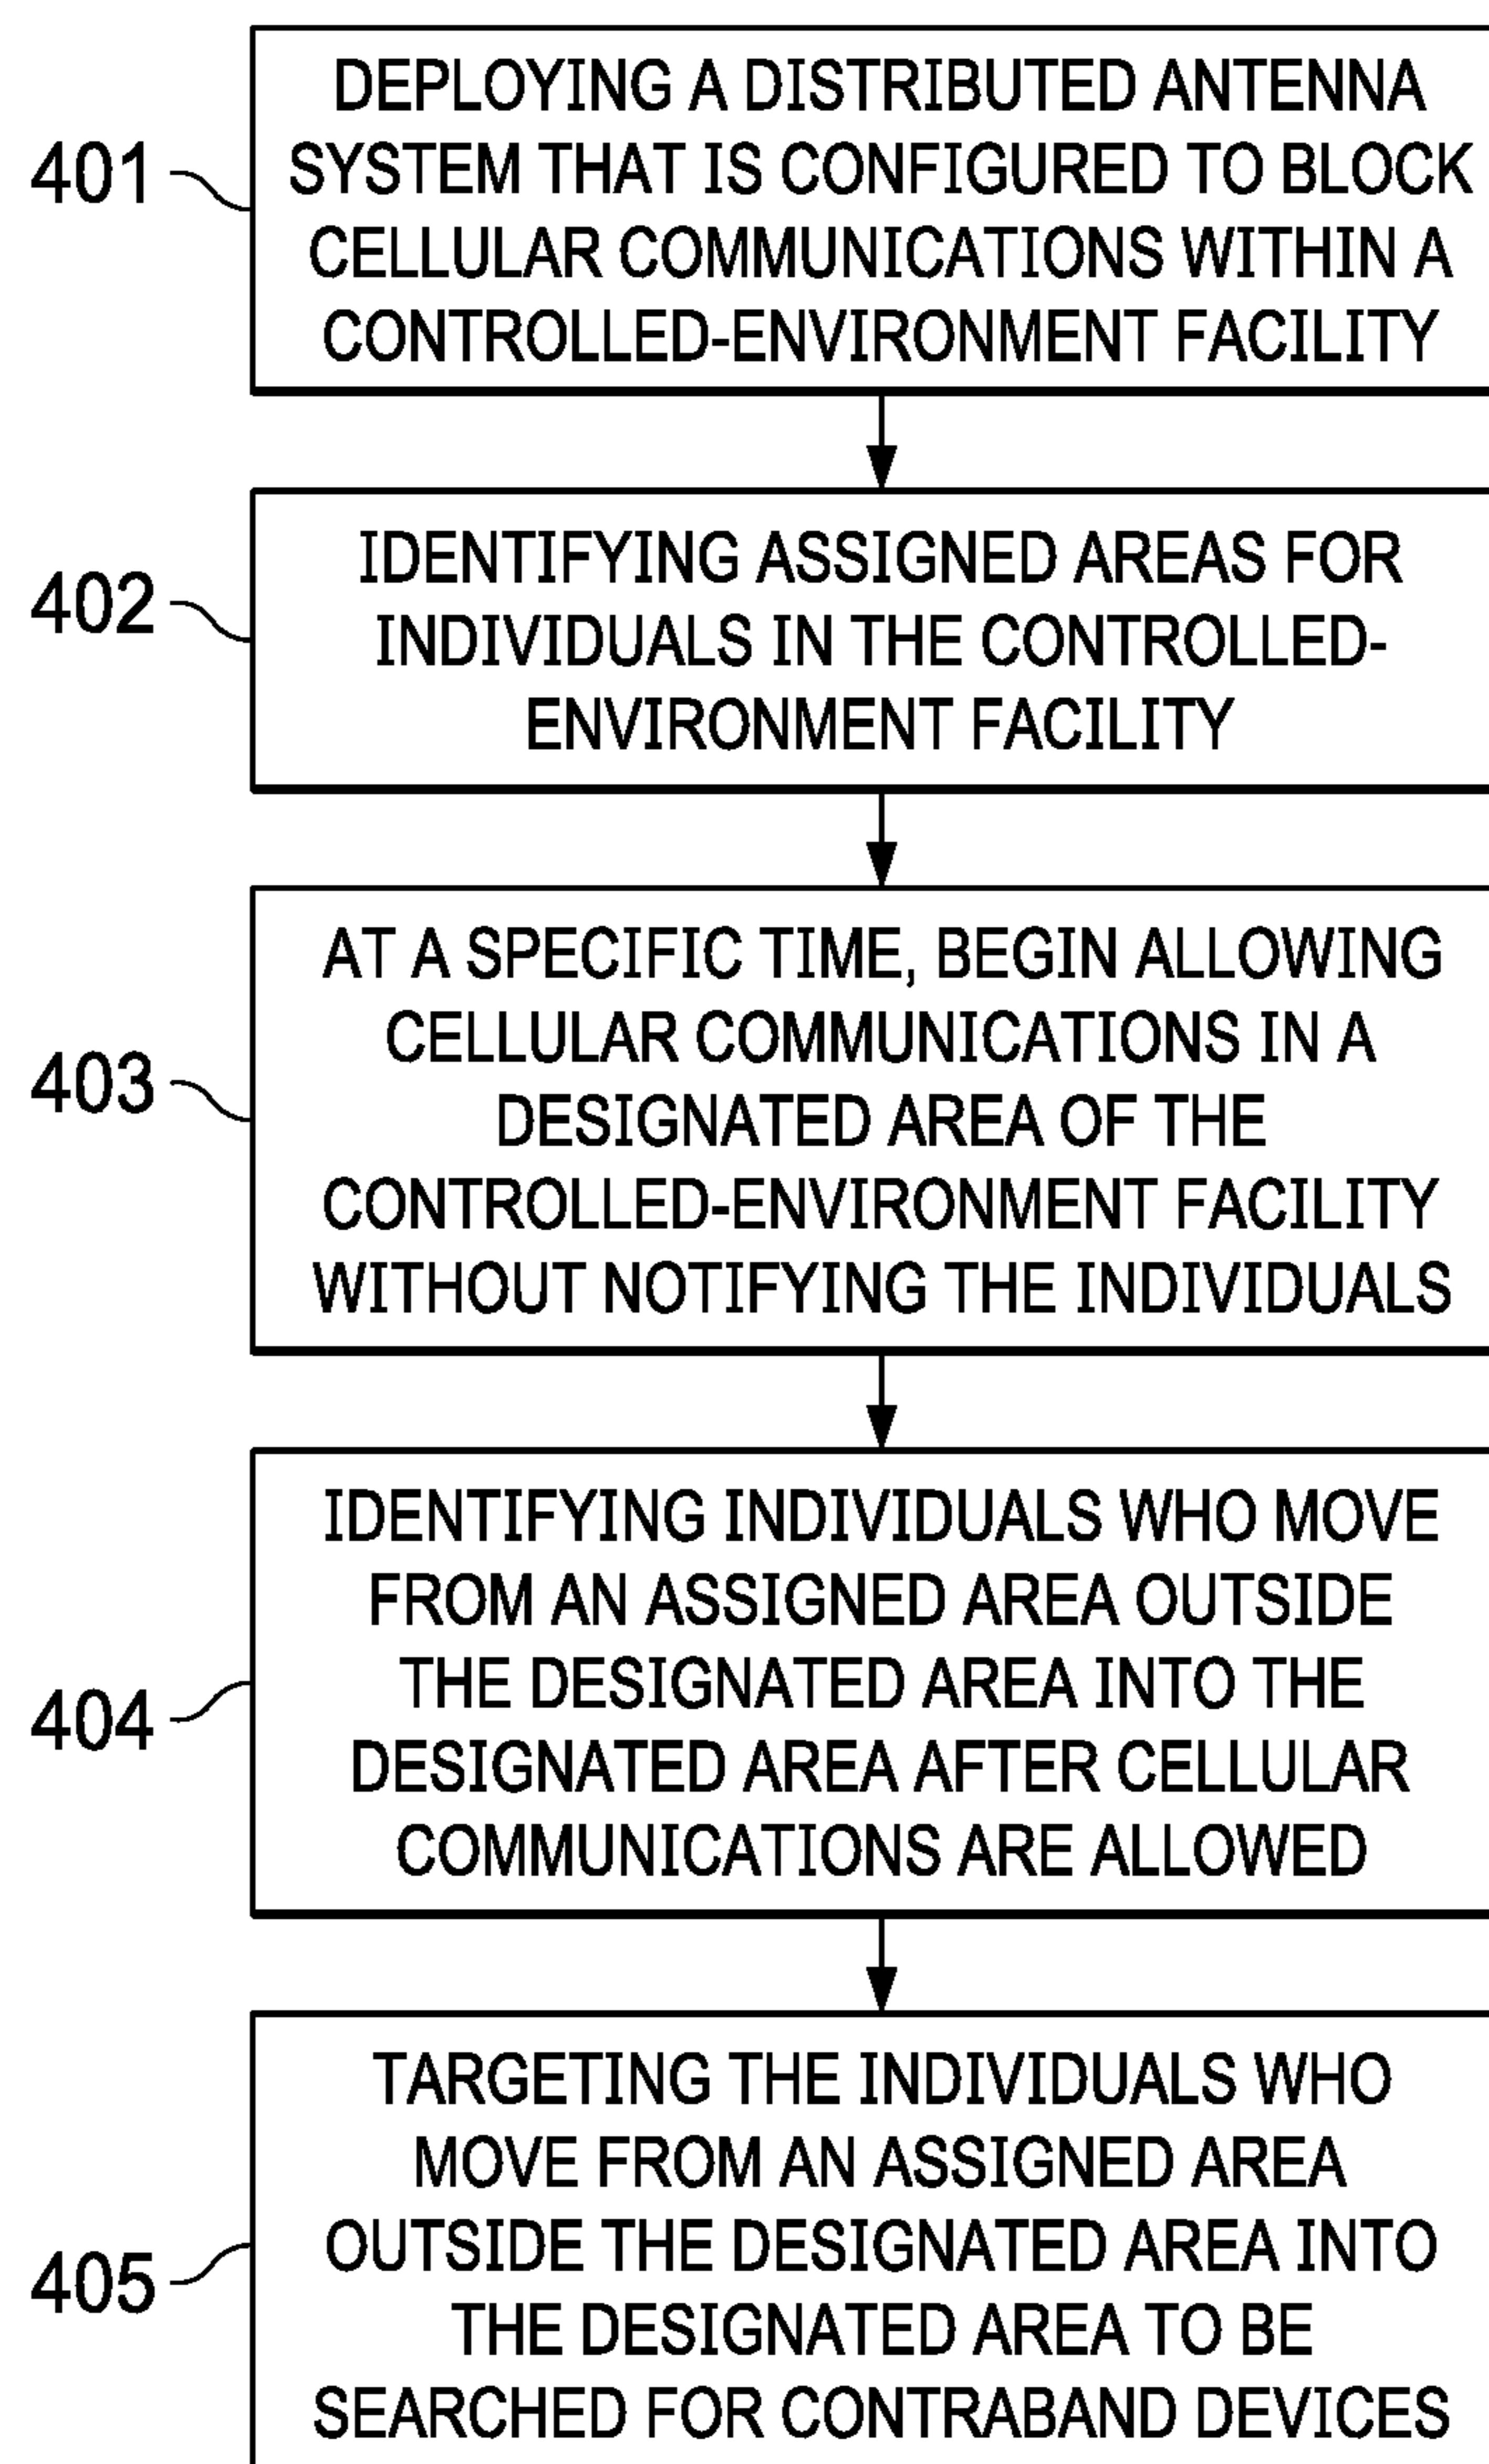 401
DEPLOYING A DISTRIBUTED ANTENNA
SYSTEM THAT IS CONFIGURED TO BLOCK
CELLULAR COMMUNICATIONS WITHIN A
CONTROLLED-ENVIRONMENT FACILITY
402
IDENTIFYING ASSIGNED AREAS FOR
INDIVIDUALS IN THE CONTROLLED-
ENVIRONMENT FACILITY
403
AT A SPECIFIC TIME, BEGIN ALLOWING
CELLULAR COMMUNICATIONS IN A
DESIGNATED AREA OF THE
CONTROLLED-ENVIRONMENT FACILITY
WITHOUT NOTIFYING THE INDIVIDUALS
404
IDENTIFYING INDIVIDUALS WHO MOVE
FROM AN ASSIGNED AREA OUTSIDE
THE DESIGNATED AREA INTO THE
DESIGNATED AREA AFTER CELLULAR
COMMUNICATIONS ARE ALLOWED
405
TARGETING THE INDIVIDUALS WHO
MOVE FROM AN ASSIGNED AREA
OUTSIDE THE DESIGNATED AREA INTO
THE DESIGNATED AREA TO BE
SEARCHED FOR CONTRABAND DEVICES